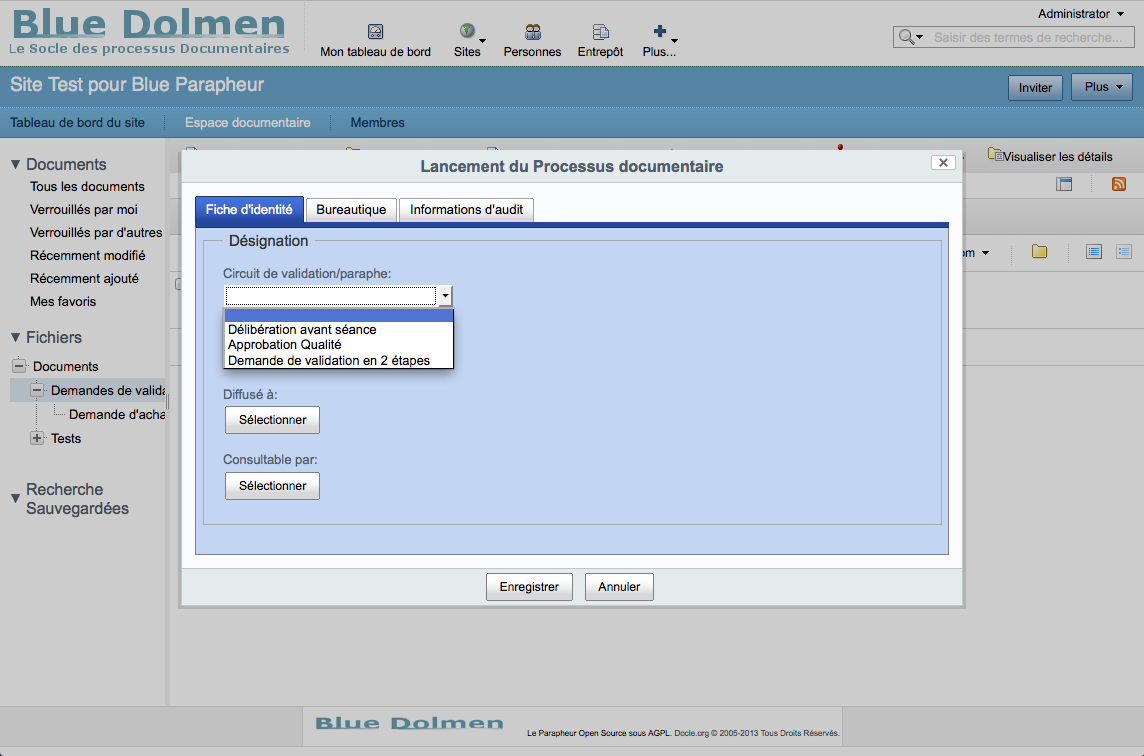 Blue Dolmen
Le Socle des processus Documentaires
Mon tableau de bord
Sites
Personnes
Entrepôt
Plus...
Administrator
Saisir des termes de recherche...
Site Test pour Blue Parapheur
Inviter
Plus
Tableau de bord du site
Espace documentaire
Membres
Documents
Tous les documents
Verrouillés par moi
Verrouillés par d'autres
Récemment modifié
Récemment ajouté
Mes favoris
Fichiers
Documents
Demandes de valida
Demande d'acha
Tests
Recherche
Sauvegardées
Visualiser les détails
om
Lancement du Processus documentaire
Fiche d'identité
Bureautique
Informations d'audit
Désignation
Circuit de validation/paraphe:
Délibération avant séance
Approbation Qualité
Demande de validation en 2 étapes
Diffusé à:
Sélectionner
Consultable par:
Sélectionner
Enregistrer
Annuler
Blue Dolmen
Le Parapheur Open Source sous AGPL. Docle.org © 2005-2013 Tous Droits Réservés.